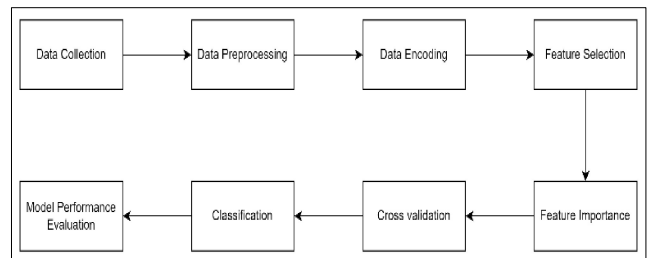 Data Collection
Data Preprocessing
Data Encoding
Feature Selection
Feature Importance
Cross validation
Classification
Model Performance
Evaluation